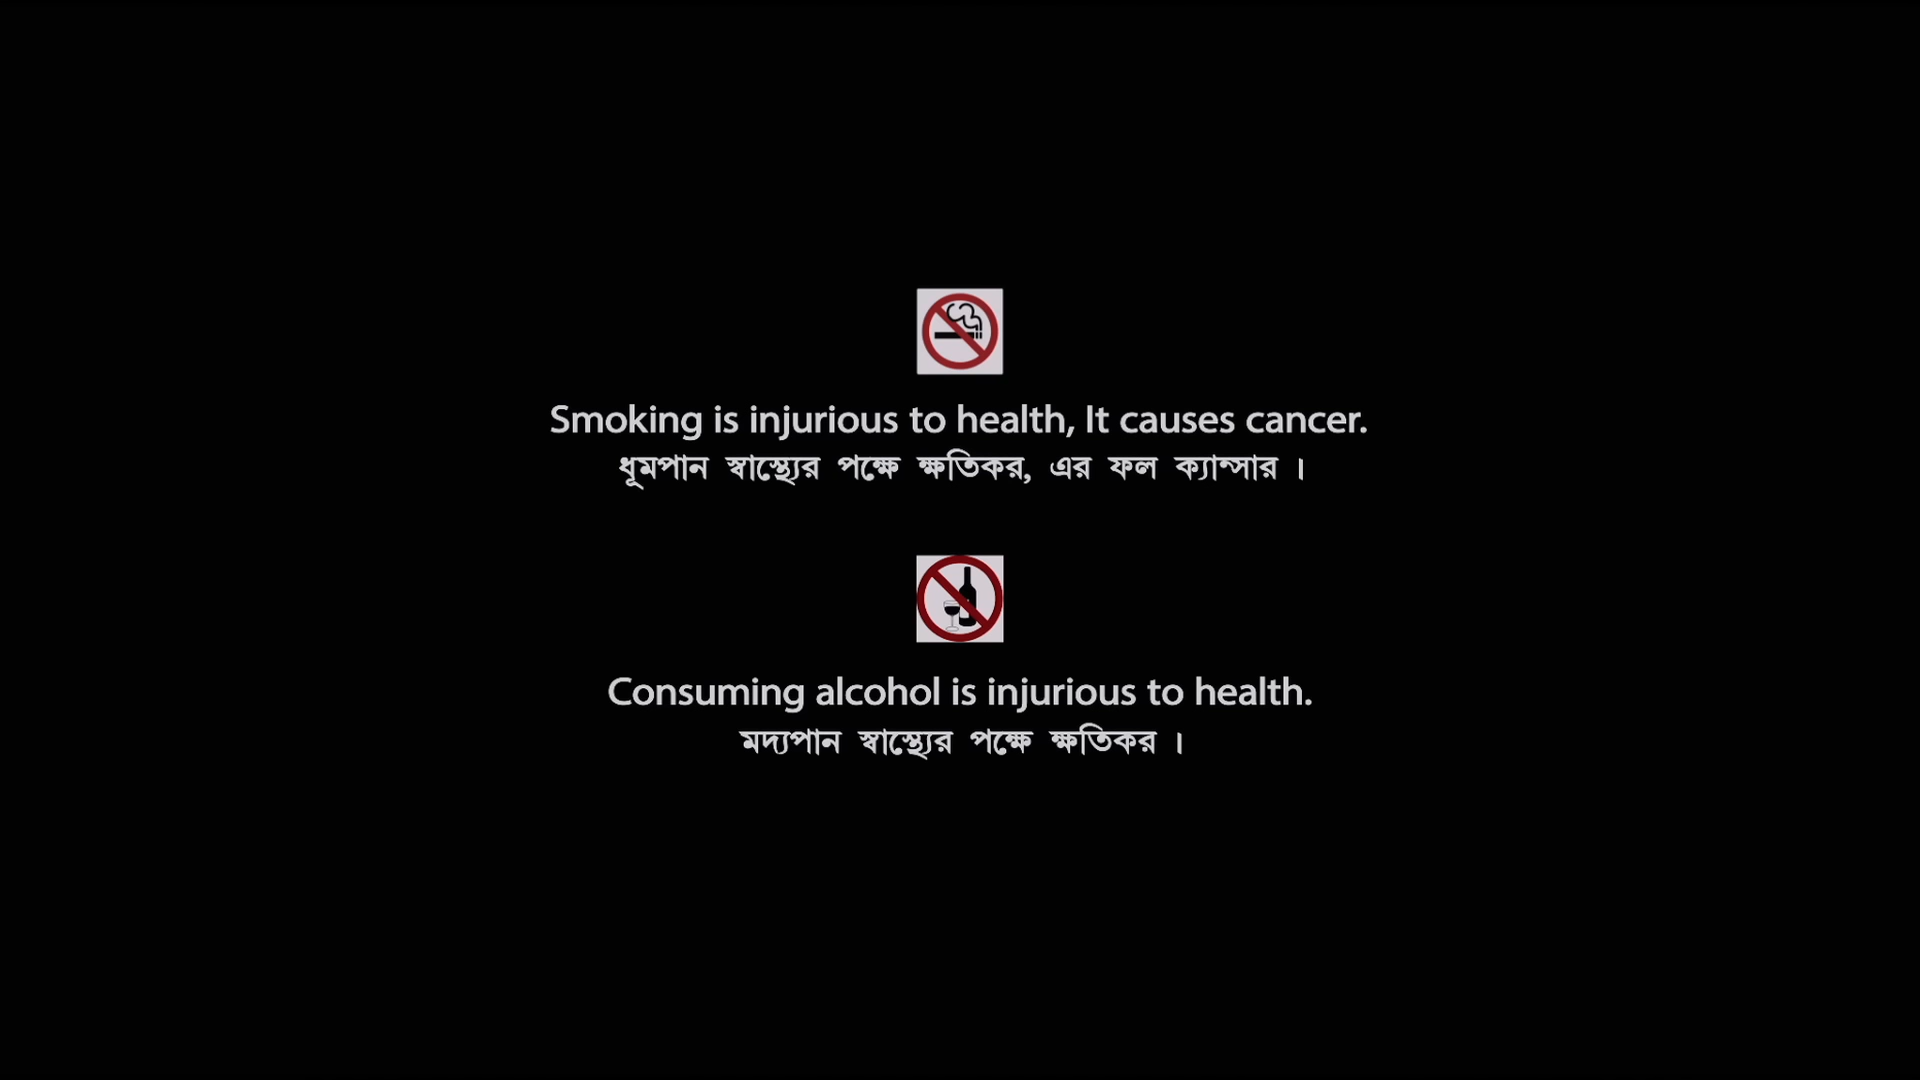 Smoking is injurious to health, It causes cancer.
ধূমপান স্বাস্থ্যের পক্ষে ক্ষতিকর, এর ফল ক্যান্সার ।
Consuming alcohol is injurious to health.
মদ্যপান স্বাস্থ্যের পক্ষে ক্ষতিকর ।